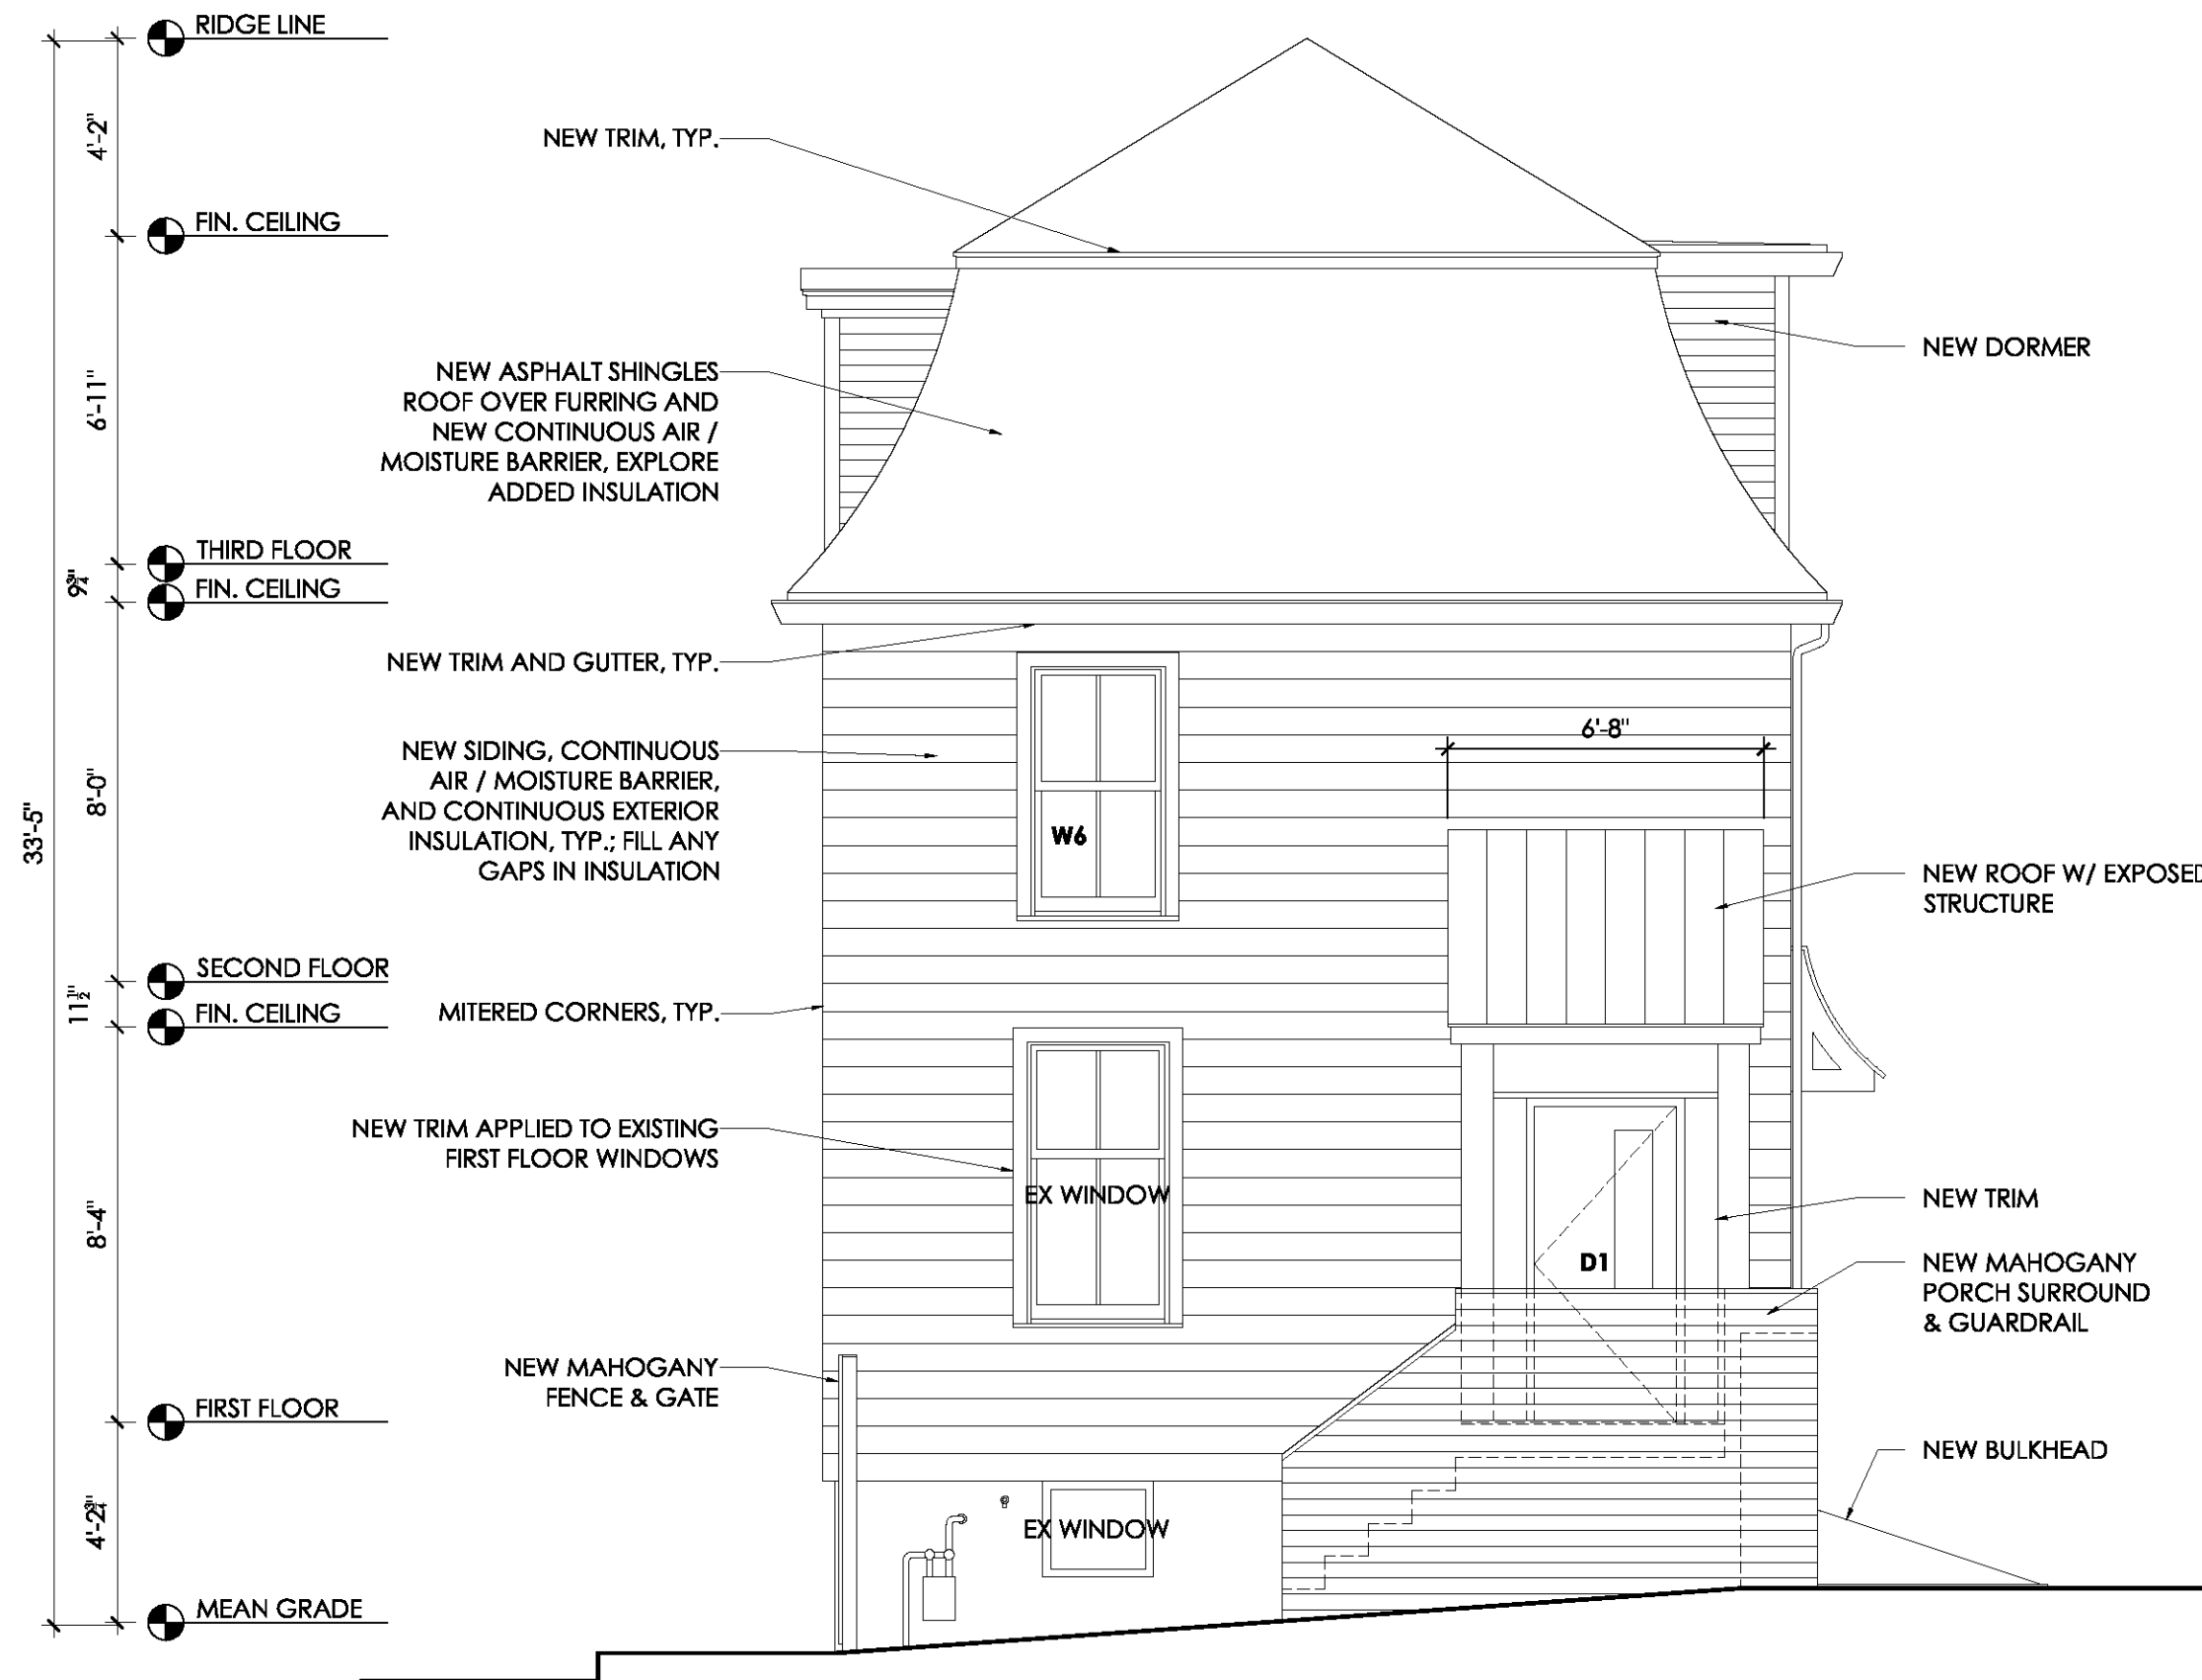 RIDGE LINE
4'-2"
NEW TRIM, TYP.
FIN. CEILING
6'-11"
NEW DORMER
NEW ASPHALT SHINGLES
ROOF OVER FURRING AND
NEW CONTINUOUS AIR /
MOISTURE BARRIER, EXPLORE
ADDED INSULATION
THIRD FLOOR
9¾"
FIN. CEILING
NEW TRIM AND GUTTER, TYP.
33'-5"
8'-0"
NEW SIDING, CONTINUOUS
AIR / MOISTURE BARRIER,
AND CONTINUOUS EXTERIOR
INSULATION, TYP.; FILL ANY
GAPS IN INSULATION
W6
6'-8"
NEW ROOF W/ EXPOSED
STRUCTURE
SECOND FLOOR
11½"
FIN. CEILING
MITERED CORNERS, TYP.
8'-4"
NEW TRIM APPLIED TO EXISTING
FIRST FLOOR WINDOWS
EX WINDOW
D1
NEW TRIM
NEW MAHOGANY
PORCH SURROUND
& GUARDRAIL
NEW MAHOGANY
FENCE & GATE
FIRST FLOOR
NEW BULKHEAD
4'-2¾"
EX WINDOW
MEAN GRADE